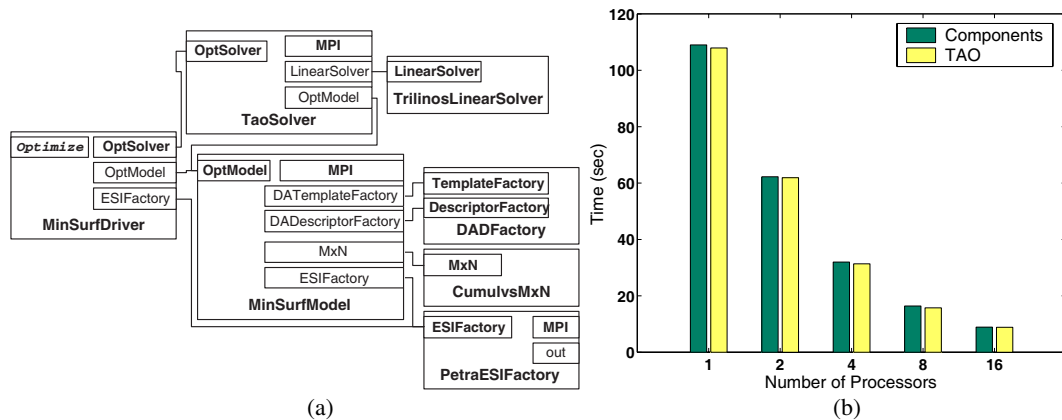 OptSolver
MPI
LinearSolver
OptModel
TaoSolver
LinearSolver
TrilinosLinearSolver
Optimize
OptSolver
OptModel
ESIFactory
MinSurfDriver
OptModel
MPI
DATemplateFactory
DADescriptorFactory
MxN
ESIFactory
MinSurfModel
TemplateFactory
DescriptorFactory
DADFactory
MxN
CumulvsMxN
ESIFactory
MPI
out
PetraESIFactory
(a)
120
100
80
60
40
20
0
Time (sec)
Components
TAO
1 2 4 8 16
Number of Processors
(b)